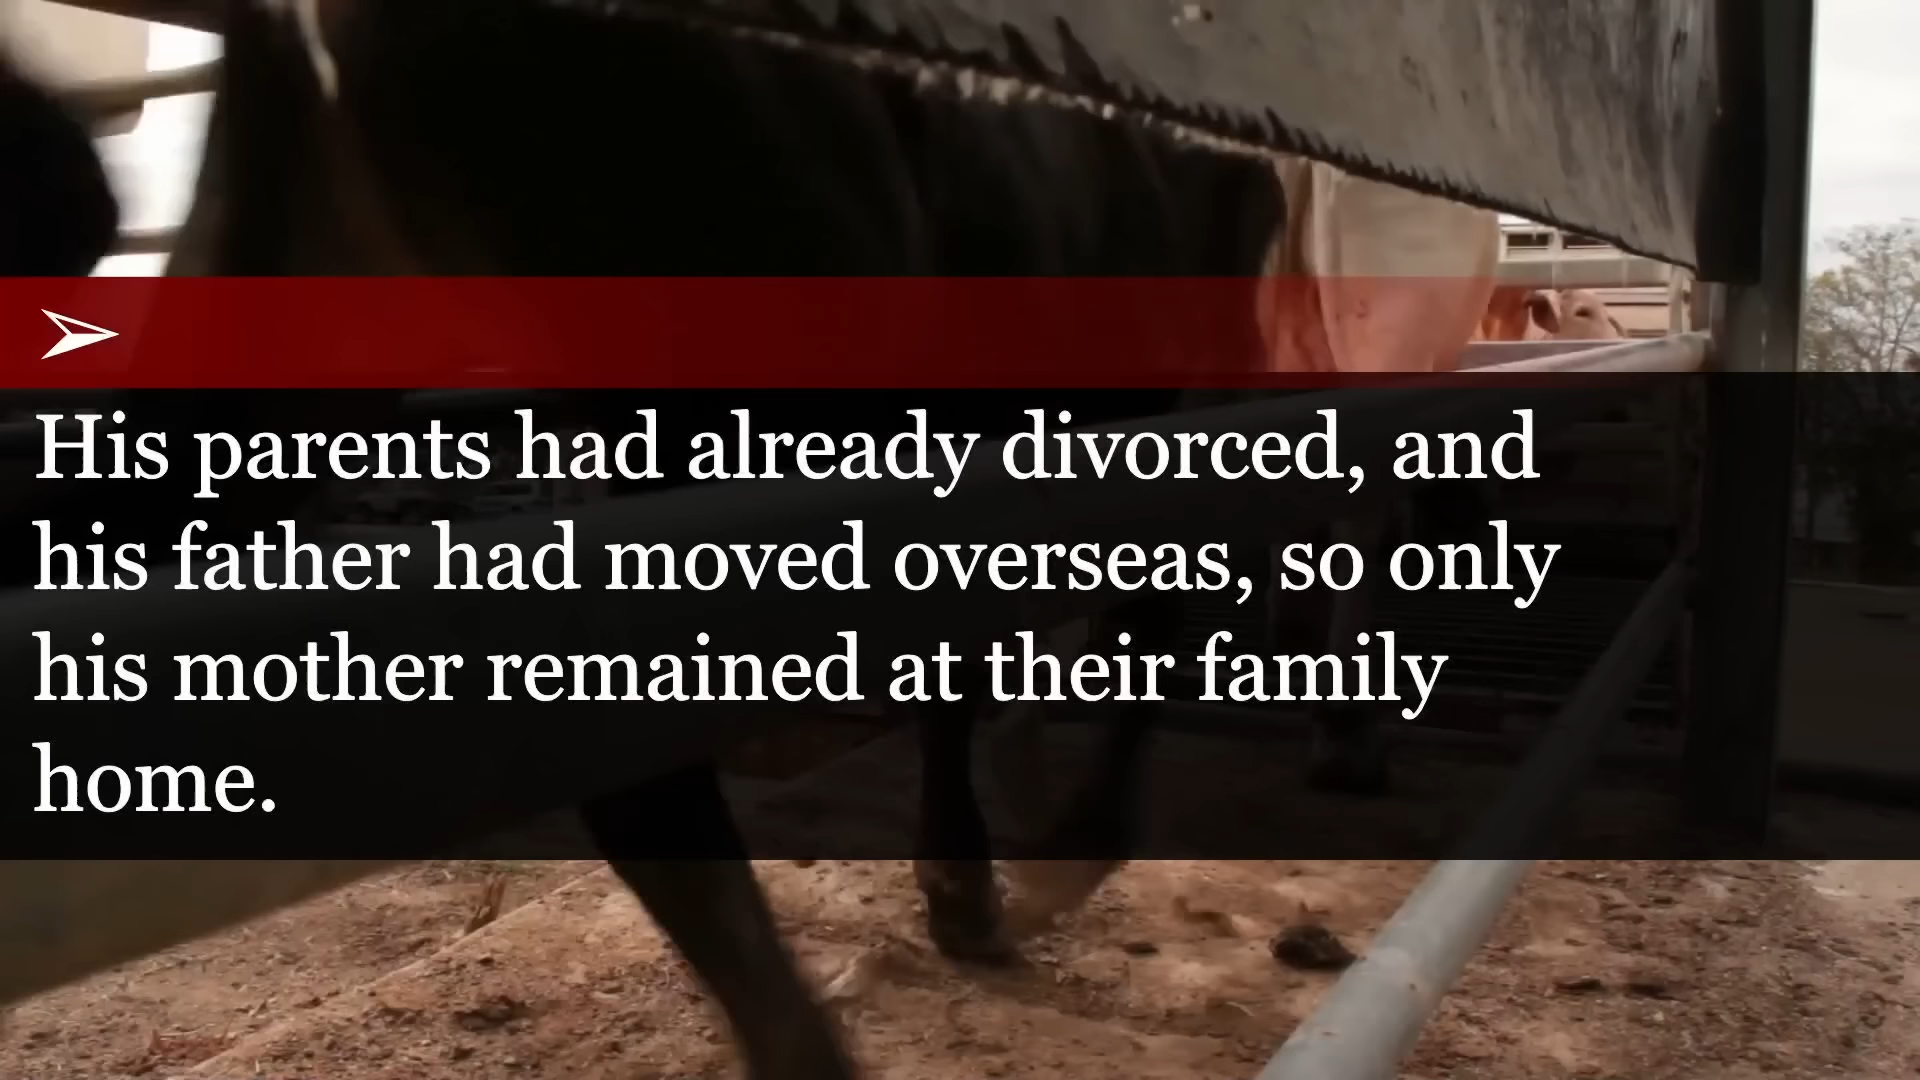 His parents had already divorced, and
his father had moved overseas, so only
his mother remained at their family
home.